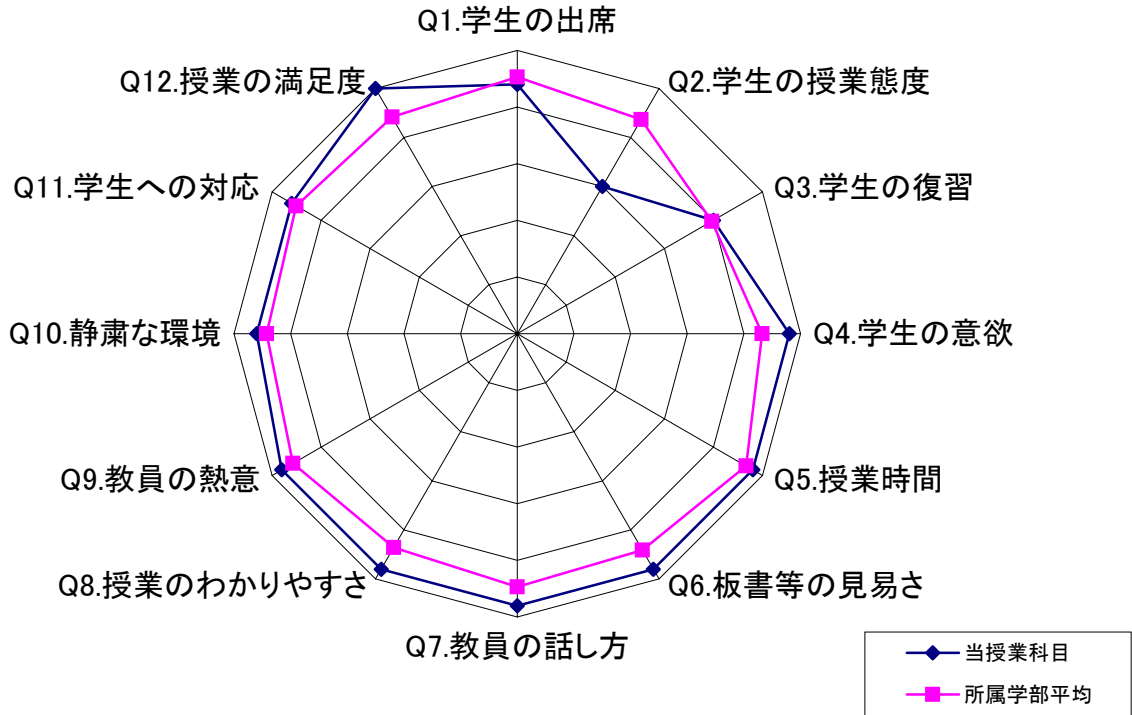 Q1.学生の出席
Q12.授業の満足度
Q2.学生の授業態度
Q11.学生への対応
Q3.学生の復習
Q10.静粛な環境
Q4.学生の意欲
Q9.教員の熱意
Q5.授業時間
Q8.授業のわかりやすさ
Q6.板書等の見易さ
Q7.教員の話し方
当授業科目
所属学部平均